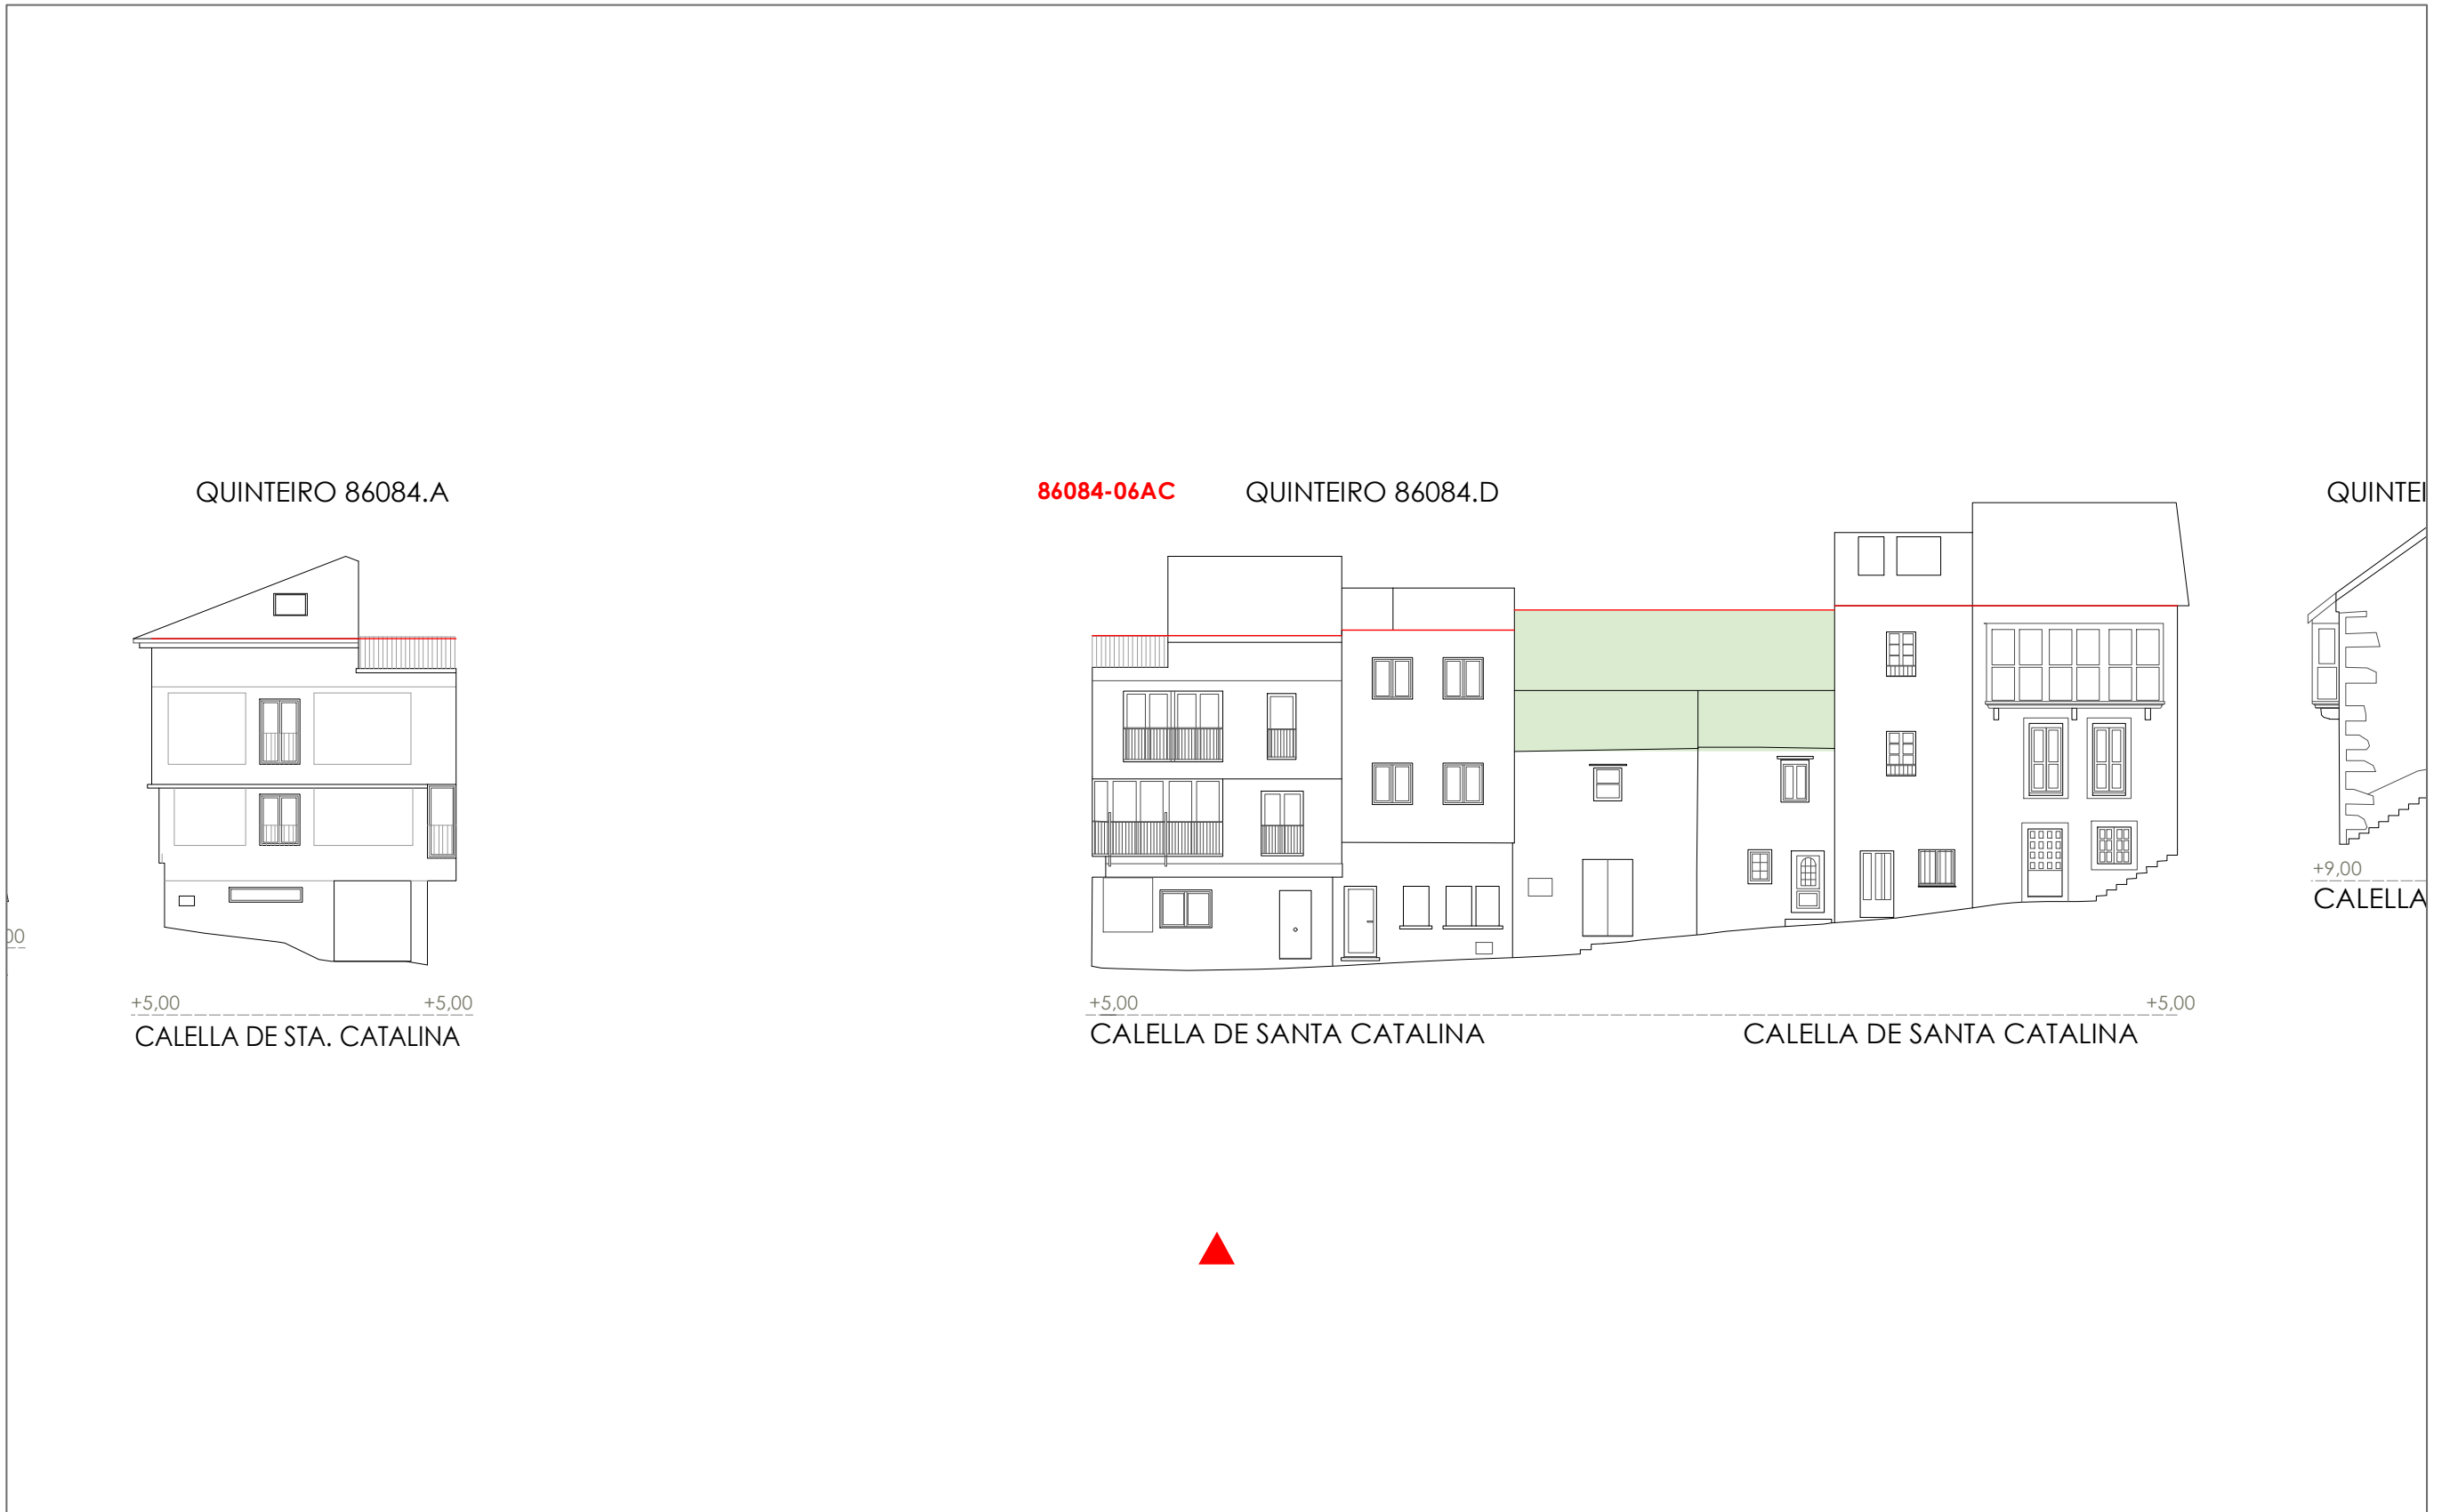 QUINTEIRO 86084.A
86084-06AC
QUINTEIRO 86084.D
+9,00
CALELLA
+5,00
+5,00
CALELLA DE STA. CATALINA
+5,00
+5,00
CALELLA DE SANTA CATALINA
CALELLA DE SANTA CATALINA